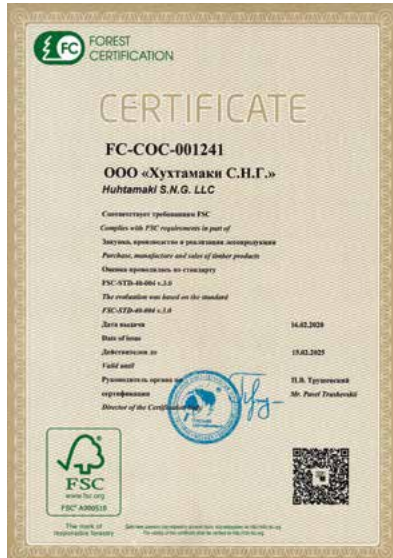 FC
FOREST
CERTIFICATION
CERTIFICATE
FC-COC-001241
ООО «Хухтамаки С.Н.Г.»
Huhtamaki S.N.G. LLC
Соответствует требованиям FSC
Complies with FSC requirements in part of
Закупка, производство и реализация лесопродукции
Purchase, manufacture and sales of timber products
Оценка проводилась по стандарту
FSC-STD-40-004 v.3.0
The evaluation was based on the standard
FSC-STD-40-004 v.3.0
Дата выдачи 14.02.2020
Date of issue
Действителен до 13.02.2025
Valid until
Руководитель органа по П.В. Трушевский
сертификации Mr. Pavel Trushevskii
Director of the Certification
FSC
www.fsc.org
FSC® A000510
The mark of
responsible forestry